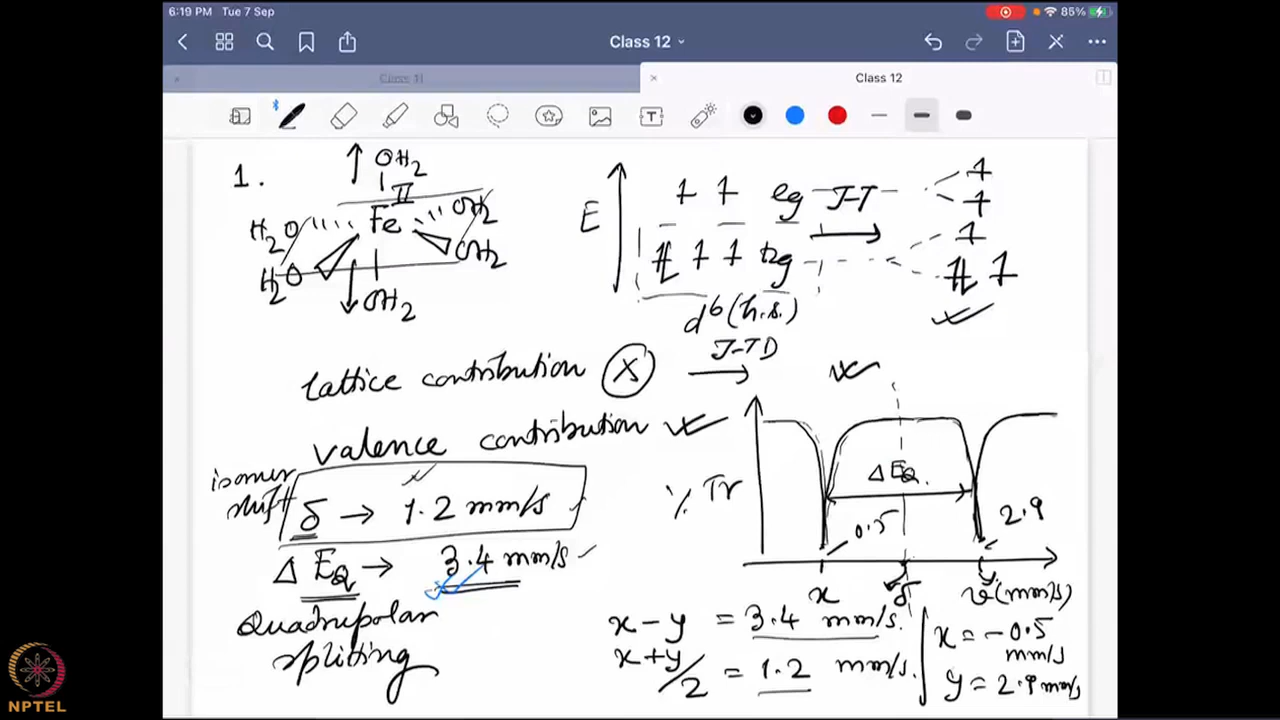 6:19 PM Tue 7 Sep
85%
Class 12
Class 11
Class 12
T
1.
OH2
II
Fe
H2O
OH2
H2O
OH2
OH2
E
eg
J-T
t2g
d6 (h.s.)
J-TD
lattice contribution X
valence contribution
isomer shift
δ → 1.2 mm/s
Δ EQ → 3.4 mm/s
Quadrupolar
spliting
% Tr
Δ EQ.
0.5
2.9
x
δ
y
v (mm/s)
x - y = 3.4 mm/s.
x+y/2 = 1.2 mm/s.
x = -0.5
mm/s
y = 2.9 mm/s
NPTEL